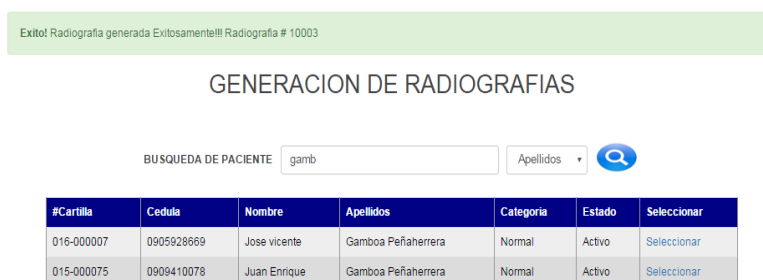 Exito! Radiografia generada Exitosamente!!! Radiografia # 10003
GENERACION DE RADIOGRAFIAS
BUSQUEDA DE PACIENTE gamb Apellidos
#Cartilla Cedula Nombre Apellidos Categoria Estado Seleccionar
016-000007 0905928669 Jose vicente Gamboa Peñaherrera Normal Activo Seleccionar
015-000075 0909410078 Juan Enrique Gamboa Peñaherrera Normal Activo Seleccionar